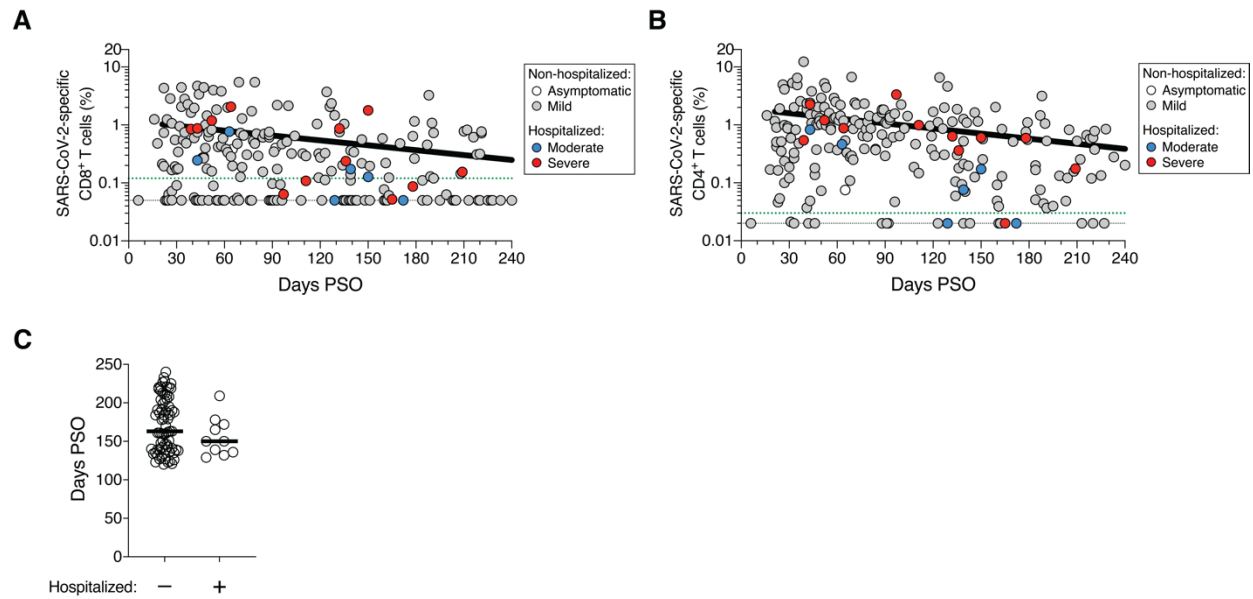 A
SARS-CoV-2-specific
CD8⁺ T cells (%)
20
10
1
0.1
0.01
0 30 60 90 120 150 180 210 240
Days PSO
Non-hospitalized:
Asymptomatic
Mild
Hospitalized:
Moderate
Severe
B
SARS-CoV-2-specific
CD4⁺ T cells (%)
20
10
1
0.1
0.01
0 30 60 90 120 150 180 210 240
Days PSO
Non-hospitalized:
Asymptomatic
Mild
Hospitalized:
Moderate
Severe
C
Days PSO
250
200
150
100
50
0
Hospitalized: − +